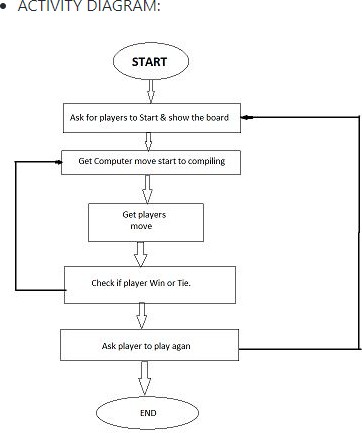 • ACTIVITY DIAGRAM:
START
Ask for players to Start & show the board
Get Computer move start to compiling
Get players
move
Check if player Win or Tie.
Ask player to play agan
END